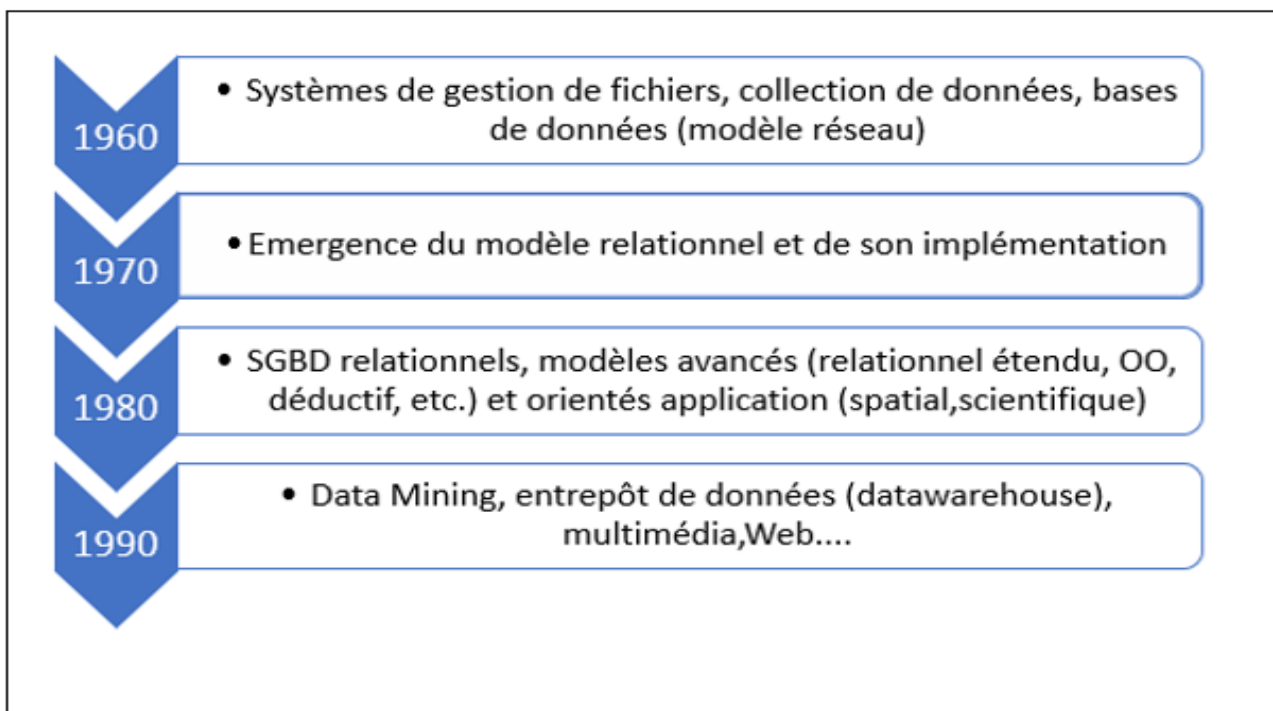 1960
• Systèmes de gestion de fichiers, collection de données, bases
de données (modèle réseau)
1970
•Emergence du modèle relationnel et de son implémentation
1980
• SGBD relationnels, modèles avancés (relationnel étendu, OO,
déductif, etc.) et orientés application (spatial,scientifique)
1990
• Data Mining, entrepôt de données (datawarehouse),
multimédia,Web....